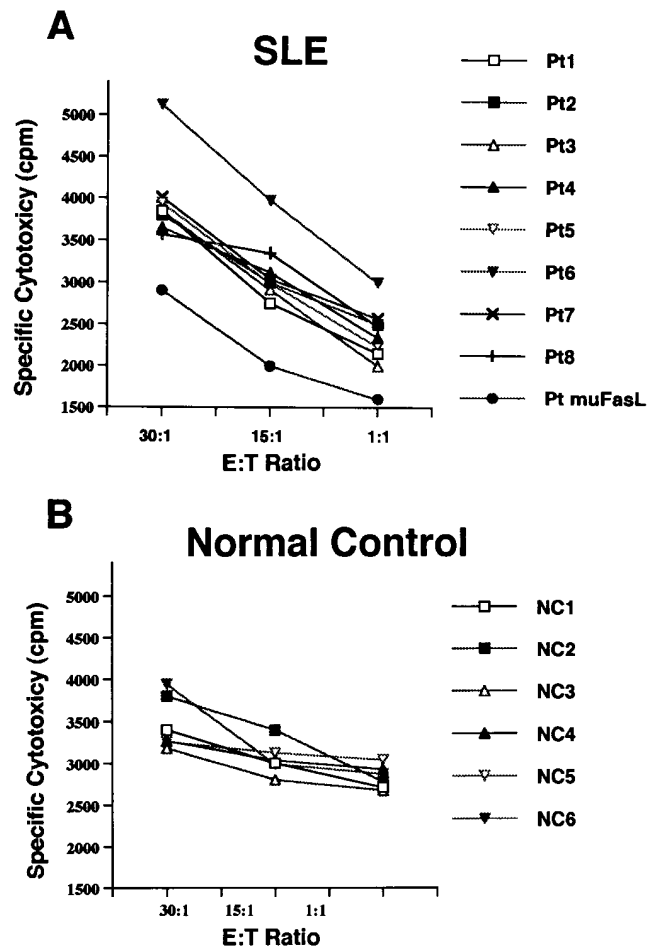 A
SLE
Specific Cytotoxicy (cpm)
5000
4500
4000
3500
3000
2500
2000
1500
30:1 15:1 1:1
E:T Ratio
Pt1
Pt2
Pt3
Pt4
Pt5
Pt6
Pt7
Pt8
Pt muFasL
B
Normal Control
Specific Cytotoxicy (cpm)
5000
4500
4000
3500
3000
2500
2000
1500
30:1 15:1 1:1
E:T Ratio
NC1
NC2
NC3
NC4
NC5
NC6